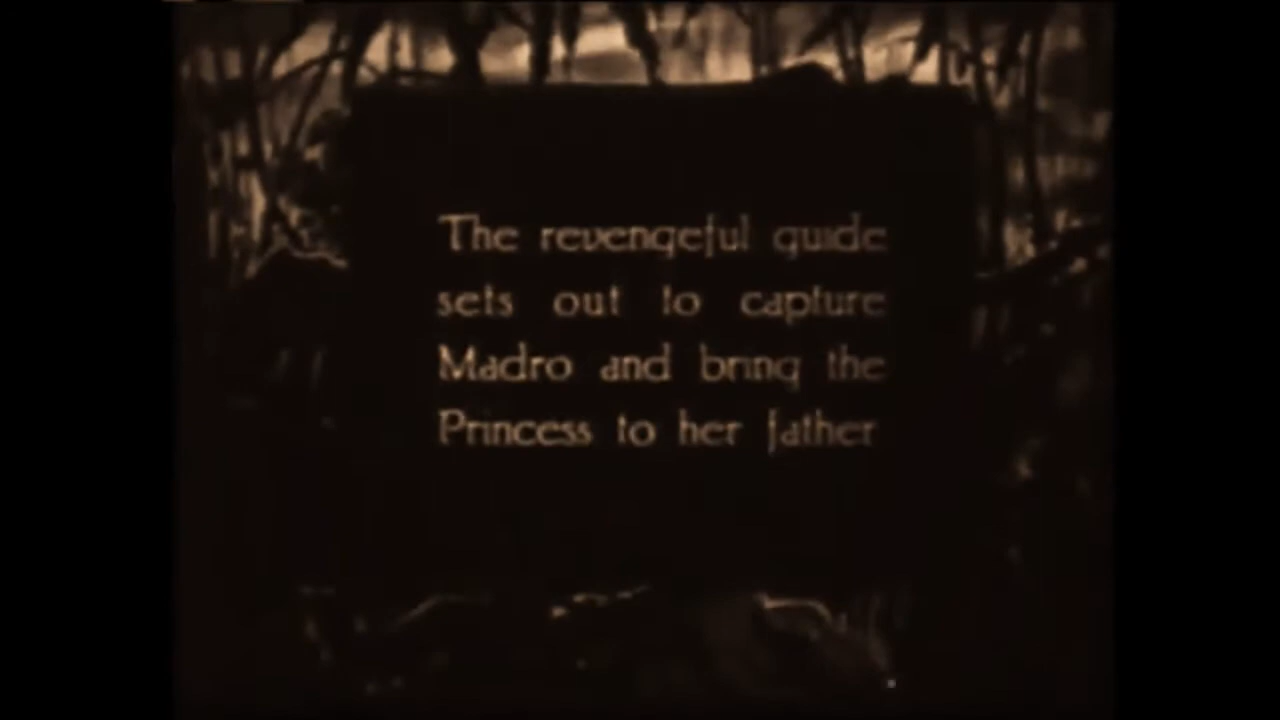 The revengeful guide
sets out to capture
Madro and bring the
Princess to her father